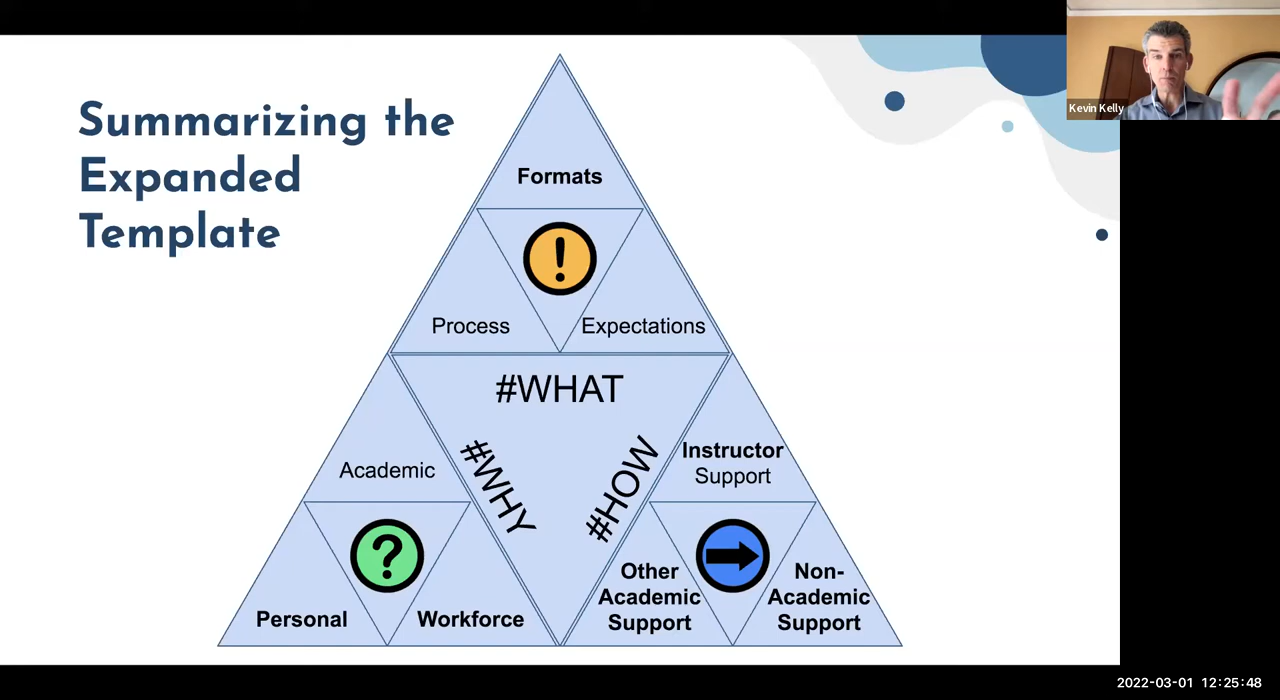 Summarizing the
Expanded
Template
Kevin Kelly
Formats
!
Process
Expectations
#WHAT
#WHY
#HOW
Academic
Instructor
Support
?
Personal
Workforce
Other
Academic
Support
Non-
Academic
Support
2022-03-01 12:25:48